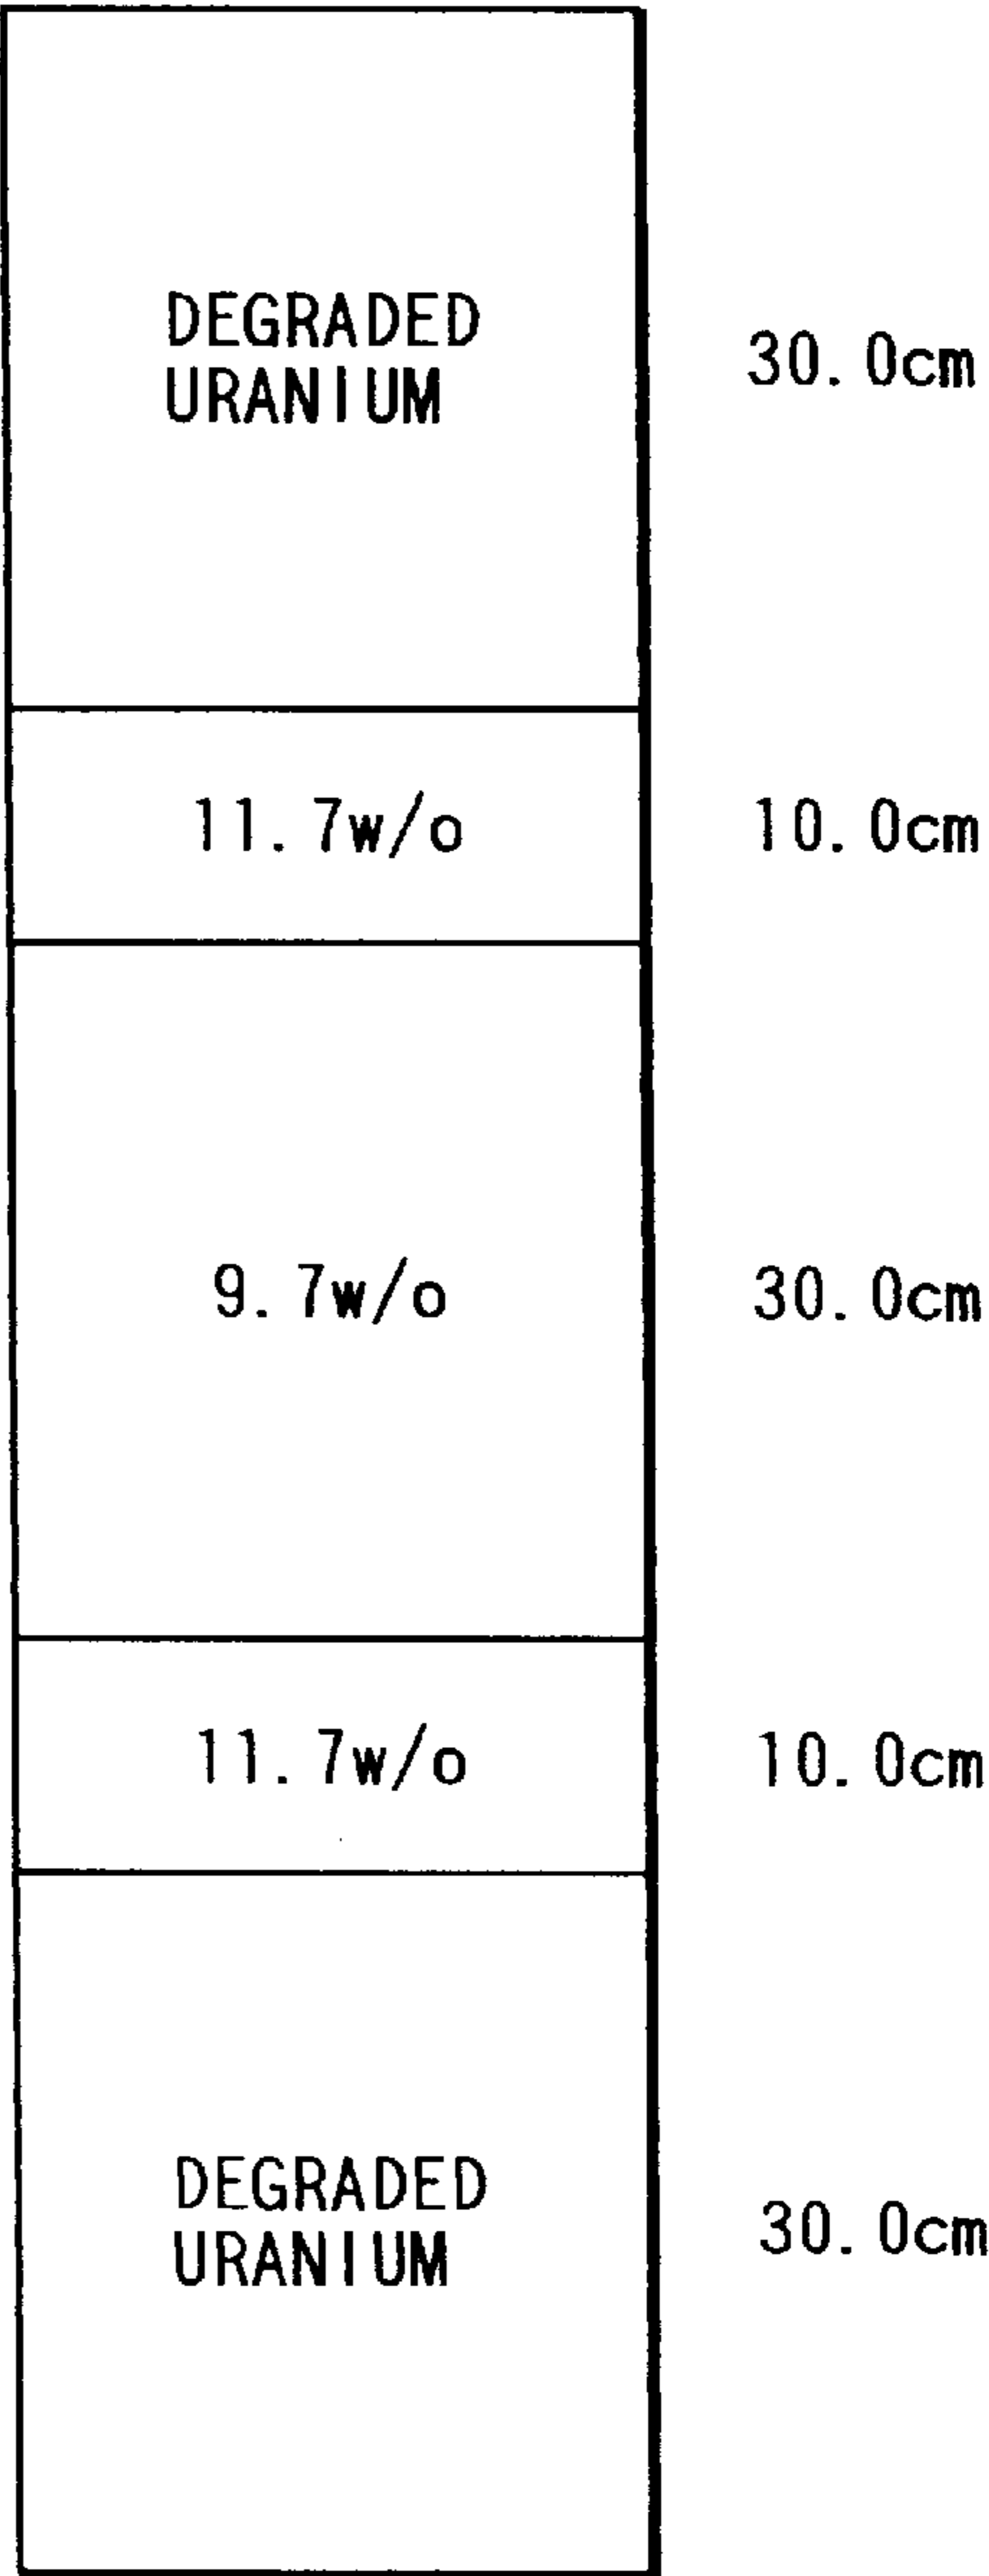 DEGRADED
URANIUM
30.0cm
11.7w/o
10.0cm
9.7w/o
30.0cm
11.7w/o
10.0cm
DEGRADED
URANIUM
30.0cm